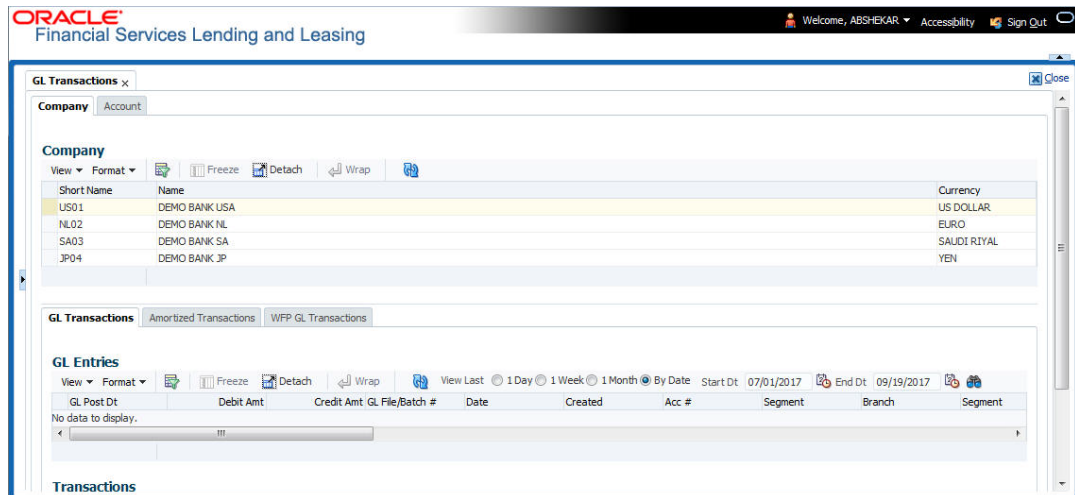 ORACLE
Welcome, ABSHEKAR Accessibility Sign Out
Financial Services Lending and Leasing
GL Transactions x Close
Company Account
Company
View Format Freeze Detach Wrap
Short Name Name Currency
US01 DEMO BANK USA US DOLLAR
NL02 DEMO BANK NL EURO
SA03 DEMO BANK SA SAUDI RIYAL
JP04 DEMO BANK JP YEN
GL Transactions Amortized Transactions WFP GL Transactions
GL Entries
View Format Freeze Detach Wrap View Last 1 Day 1 Week 1 Month By Date Start Dt 07/01/2017 End Dt 09/19/2017
GL Post Dt Debit Amt Credit Amt GL File/Batch # Date Created Acc # Segment Branch Segment
No data to display.
Transactions